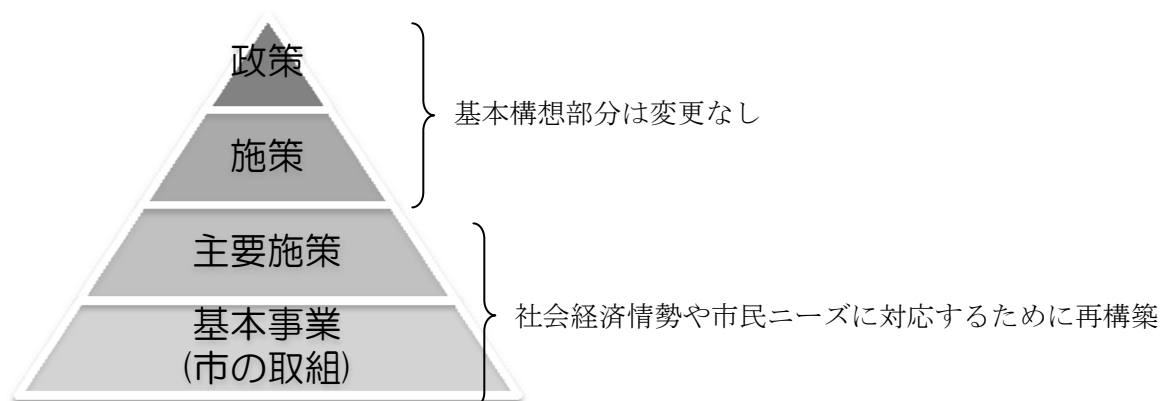 政策
基本構想部分は変更なし
施策
主要施策
基本事業
(市の取組)
社会経済情勢や市民ニーズに対応するために再構築